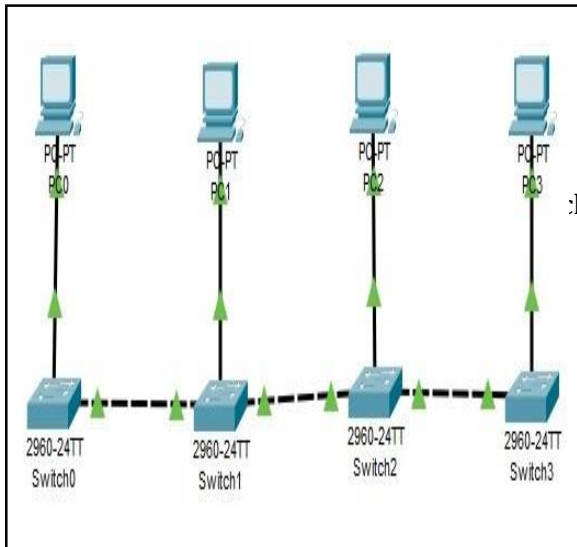 PC-PT
PC0
PC-PT
PC1
PC-PT
PC2
PC-PT
PC3
2960-24TT
Switch0
2960-24TT
Switch1
2960-24TT
Switch2
2960-24TT
Switch3